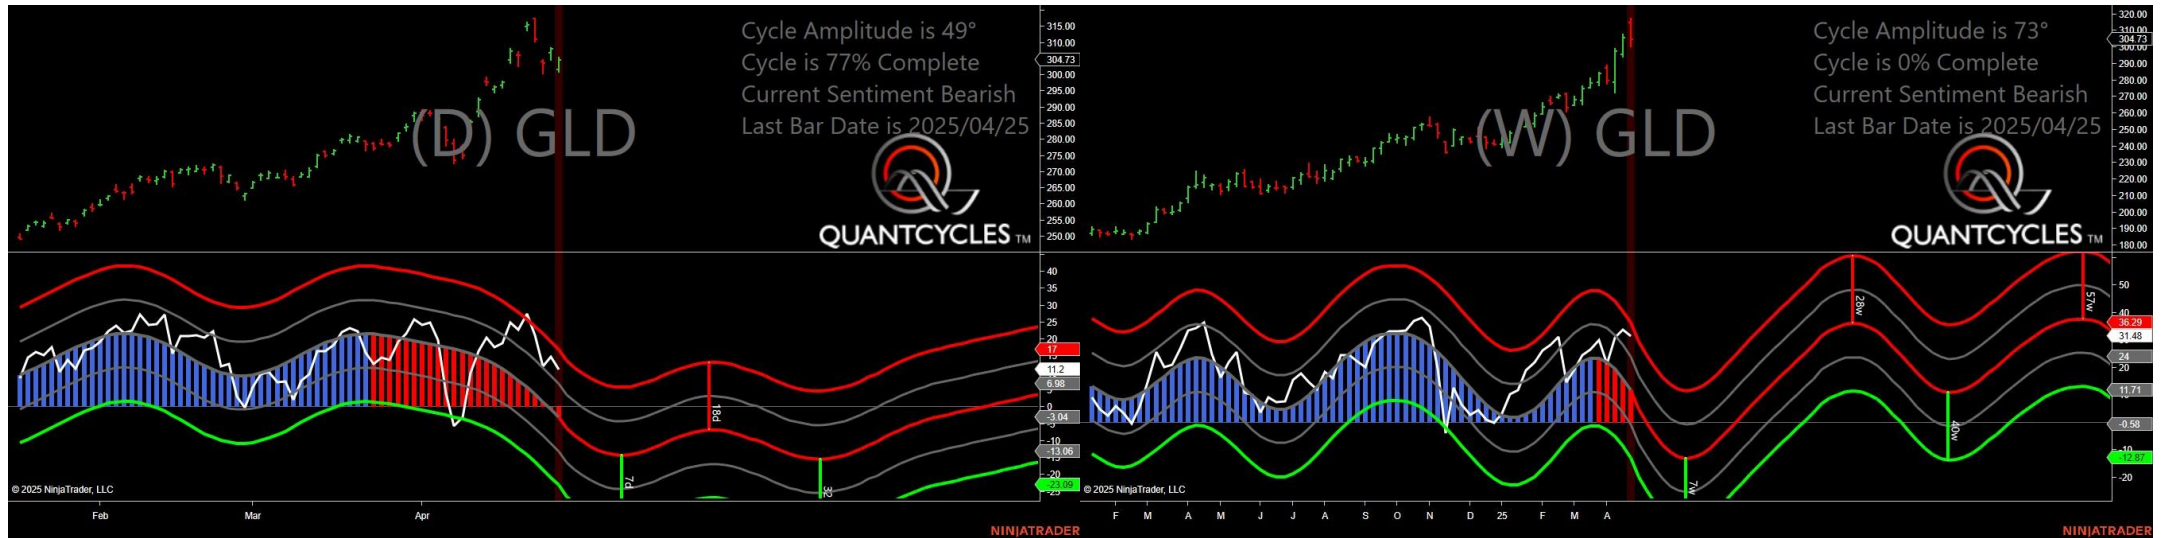 Cycle Amplitude is 49°
Cycle is 77% Complete
Current Sentiment Bearish
Last Bar Date is 2025/04/25
(D) GLD
QUANTCYCLES TM
315.00
310.00
304.73
300.00
295.00
290.00
285.00
280.00
275.00
270.00
265.00
260.00
255.00
250.00
40
35
30
25
20
17
11.2
6.98
0
-3.04
-10
-13.06
-20
-23.09
18d
7d
32
© 2025 NinjaTrader, LLC
Feb Mar Apr
NINJATRADER
Cycle Amplitude is 73°
Cycle is 0% Complete
Current Sentiment Bearish
Last Bar Date is 2025/04/25
(W) GLD
QUANTCYCLES TM
320.00
304.73
290.00
280.00
270.00
260.00
250.00
240.00
230.00
220.00
210.00
200.00
190.00
180.00
50
40
36.29
31.48
24
20
11.71
-0.58
-10
-12.87
-20
28w
57w
40w
7w
© 2025 NinjaTrader, LLC
F M A M J J A S O N D 25 F M A
NINJATRADER